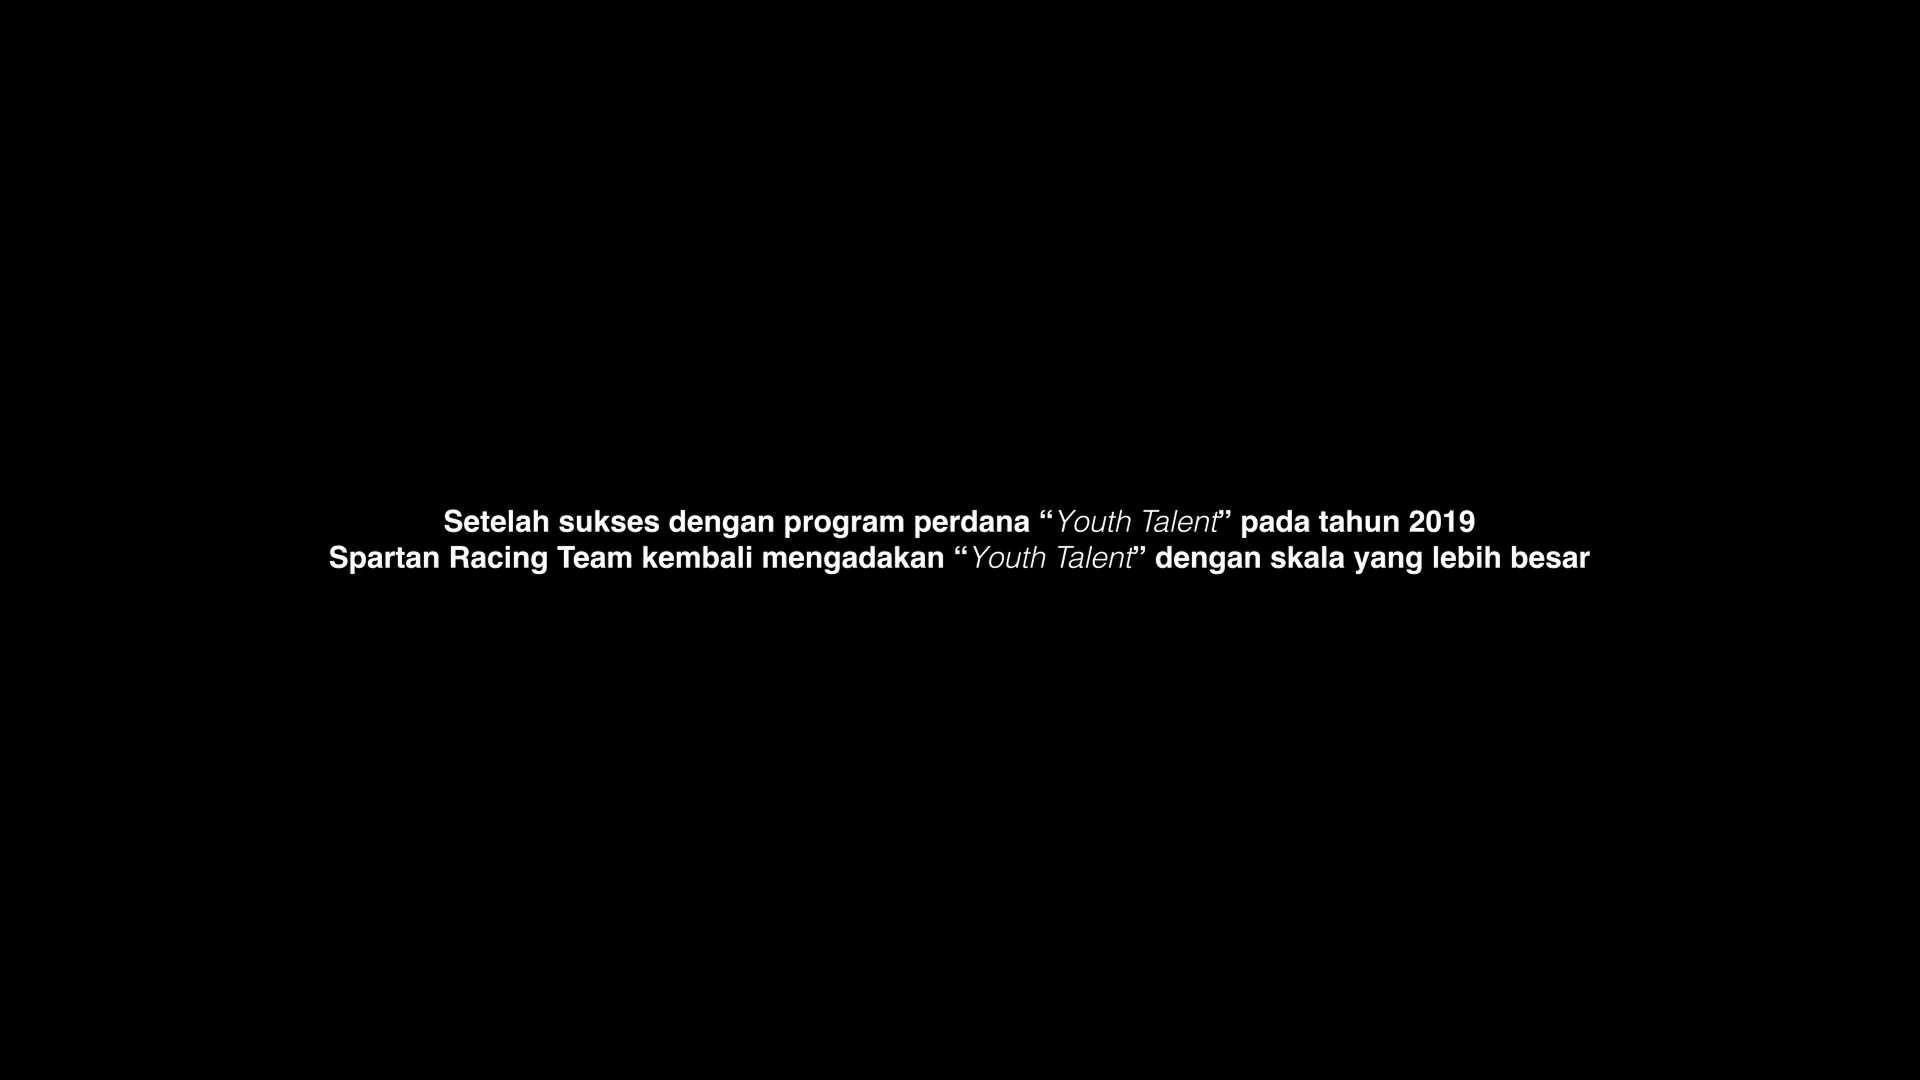 Setelah sukses dengan program perdana “Youth Talent” pada tahun 2019
Spartan Racing Team kembali mengadakan “Youth Talent” dengan skala yang lebih besar